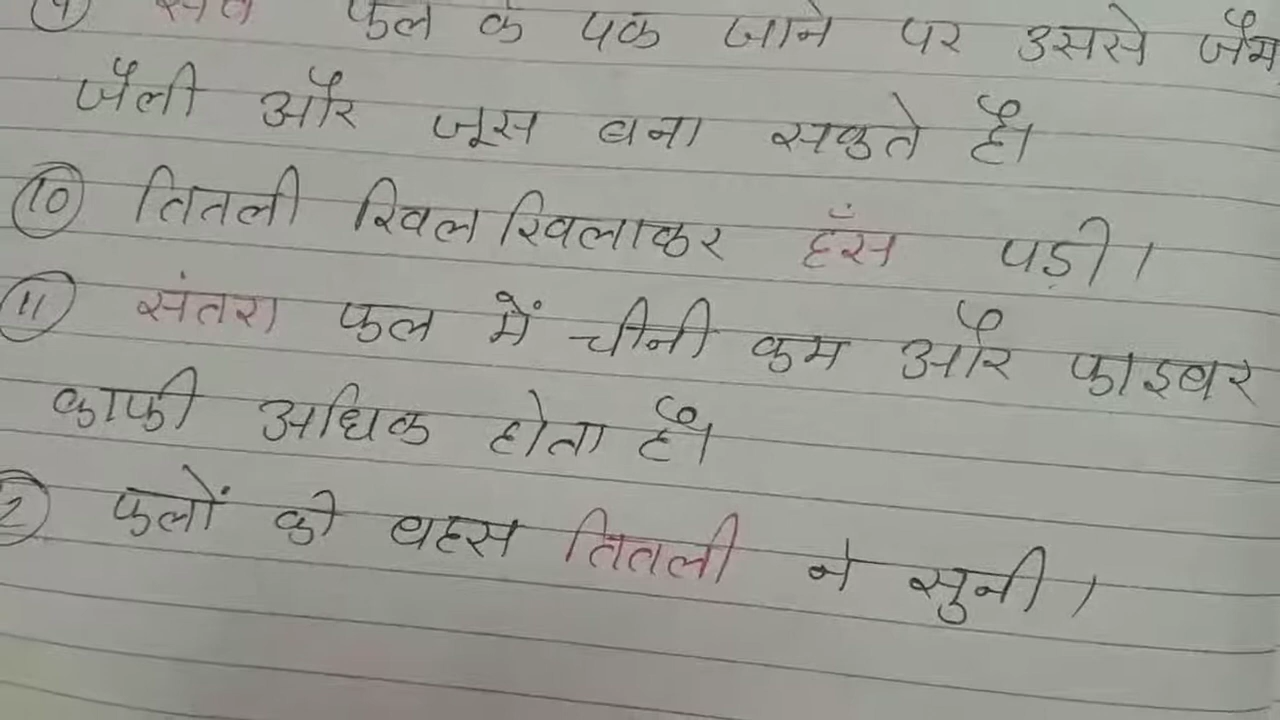 फल के पक जाने पर उससे जैम
जैली और जूस बना सकते हैं।
⑩ तितली खिलखिलाकर हँस पड़ी।
⑪ संतरा फल में चीनी कम और फाइबर
काफी अधिक होता है।
फलों की बहस तितली ने सुनी।